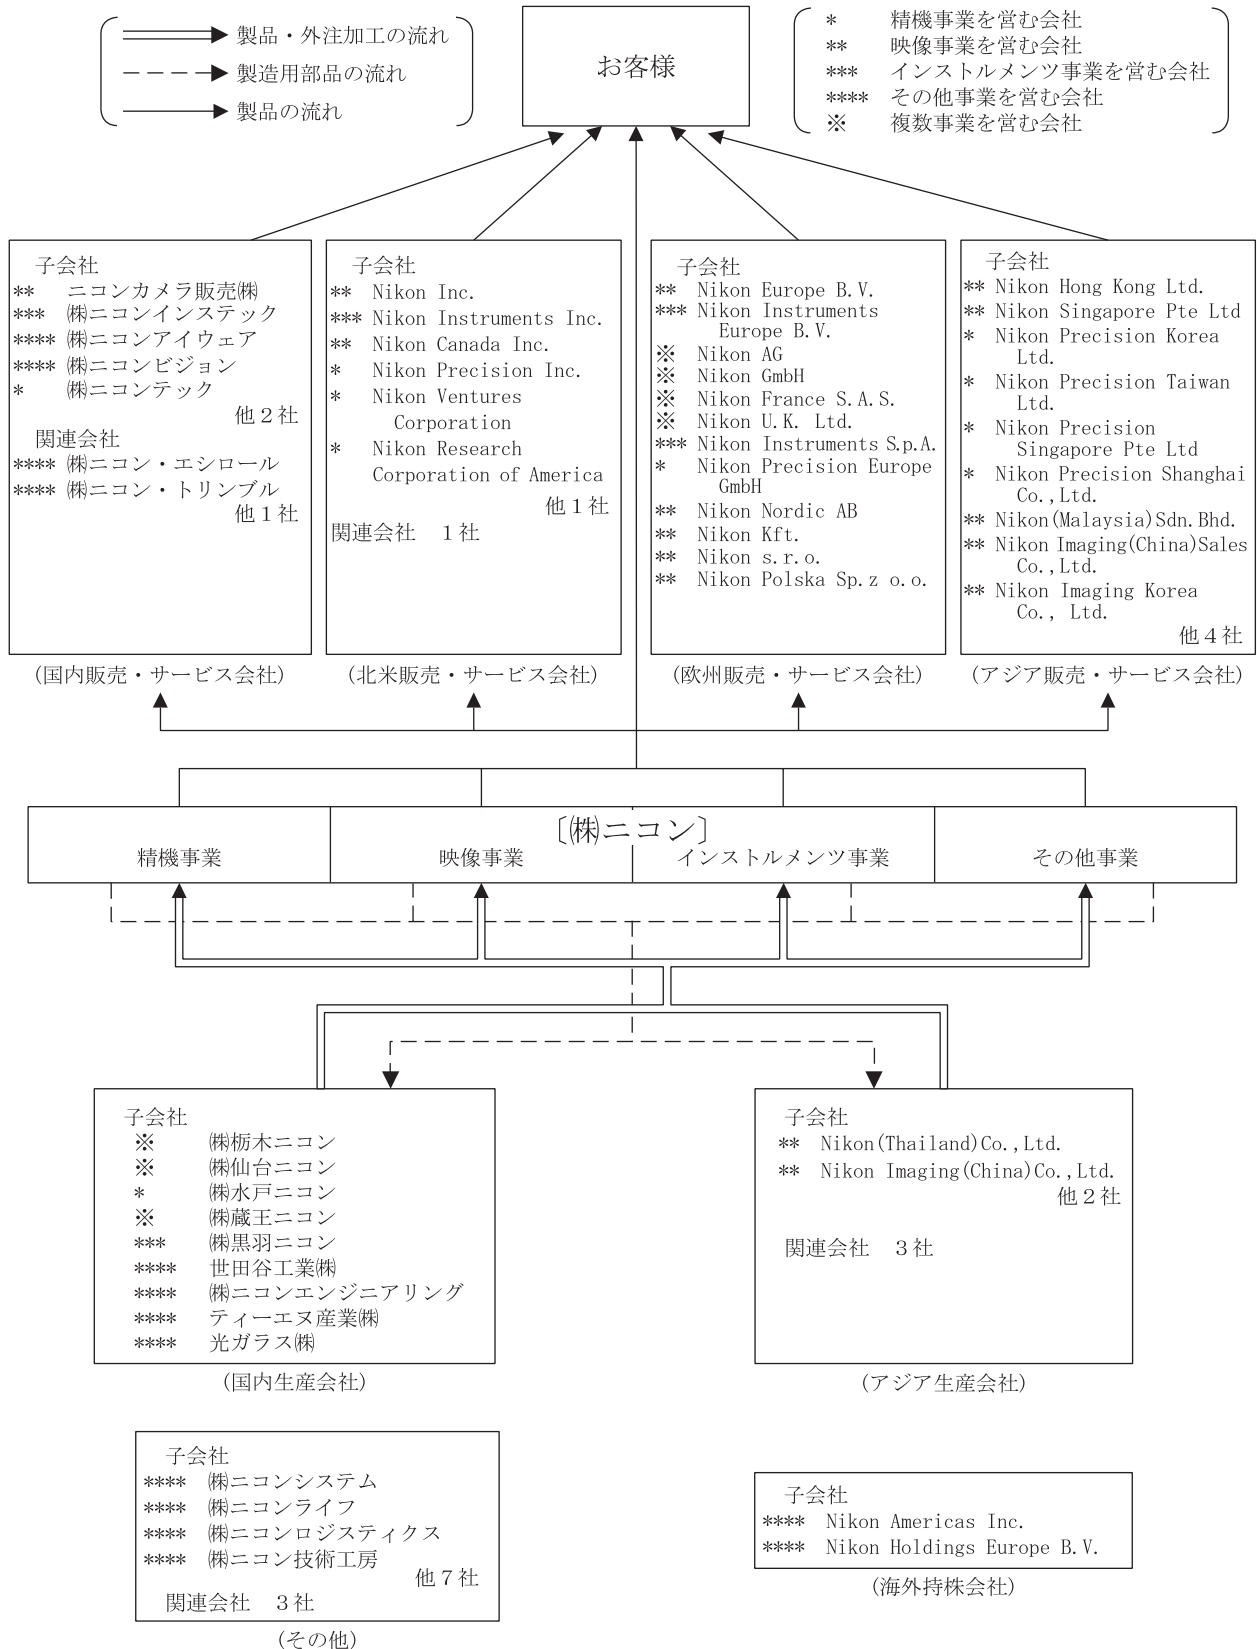 製品・外注加工の流れ
製造用部品の流れ
製品の流れ
お客様
* 精機事業を営む会社
** 映像事業を営む会社
*** インストルメンツ事業を営む会社
**** その他事業を営む会社
※ 複数事業を営む会社
子会社
** ニコンカメラ販売㈱
*** ㈱ニコンインステック
**** ㈱ニコンアイウェア
**** ㈱ニコンビジョン
* ㈱ニコンテック
他２社
関連会社
**** ㈱ニコン・エシロール
**** ㈱ニコン・トリンブル
他１社
(国内販売・サービス会社)
子会社
** Nikon Inc.
*** Nikon Instruments Inc.
** Nikon Canada Inc.
* Nikon Precision Inc.
* Nikon Ventures
Corporation
* Nikon Research
Corporation of America
他１社
関連会社　１社
(北米販売・サービス会社)
子会社
** Nikon Europe B.V.
*** Nikon Instruments
Europe B.V.
※ Nikon AG
※ Nikon GmbH
※ Nikon France S.A.S.
※ Nikon U.K. Ltd.
*** Nikon Instruments S.p.A.
* Nikon Precision Europe
GmbH
** Nikon Nordic AB
** Nikon Kft.
** Nikon s.r.o.
** Nikon Polska Sp.z o.o.
(欧州販売・サービス会社)
子会社
** Nikon Hong Kong Ltd.
** Nikon Singapore Pte Ltd
* Nikon Precision Korea
Ltd.
* Nikon Precision Taiwan
Ltd.
* Nikon Precision
Singapore Pte Ltd
* Nikon Precision Shanghai
Co.,Ltd.
** Nikon(Malaysia)Sdn.Bhd.
** Nikon Imaging(China)Sales
Co.,Ltd.
** Nikon Imaging Korea
Co., Ltd.
他４社
(アジア販売・サービス会社)
〔㈱ニコン〕
精機事業
映像事業
インストルメンツ事業
その他事業
子会社
※ ㈱栃木ニコン
※ ㈱仙台ニコン
* ㈱水戸ニコン
※ ㈱蔵王ニコン
*** ㈱黒羽ニコン
**** 世田谷工業㈱
**** ㈱ニコンエンジニアリング
**** ティーエヌ産業㈱
**** 光ガラス㈱
(国内生産会社)
子会社
** Nikon(Thailand)Co.,Ltd.
** Nikon Imaging(China)Co.,Ltd.
他２社
関連会社　３社
(アジア生産会社)
子会社
**** ㈱ニコンシステム
**** ㈱ニコンライフ
**** ㈱ニコンロジスティクス
**** ㈱ニコン技術工房
他７社
関連会社　３社
(その他)
子会社
**** Nikon Americas Inc.
**** Nikon Holdings Europe B.V.
(海外持株会社)